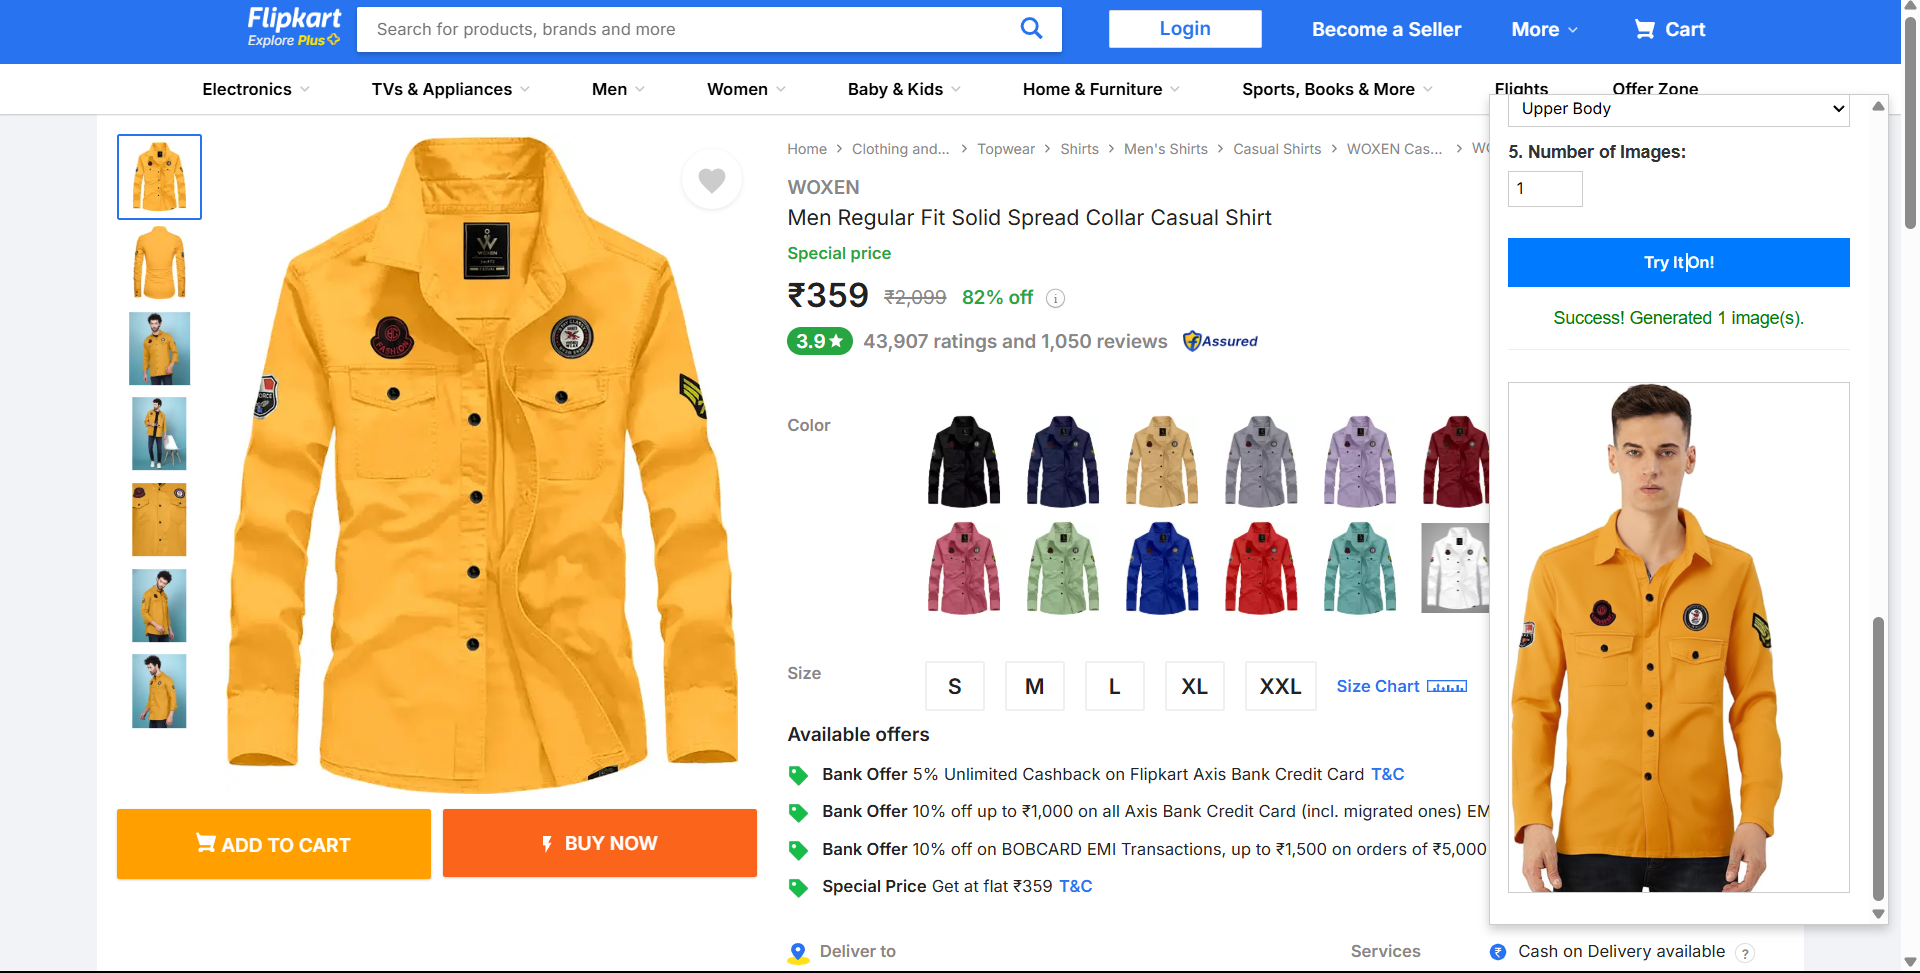 Flipkart
Explore Plus
Search for products, brands and more
Login
Become a Seller
More
Cart
Electronics
TVs & Appliances
Men
Women
Baby & Kids
Home & Furniture
Sports, Books & More
Flights
Offer Zone
Home
Clothing and...
Topwear
Shirts
Men's Shirts
Casual Shirts
WOXEN Cas...
WOXEN
Men Regular Fit Solid Spread Collar Casual Shirt
Special price
₹359 ₹2,099 82% off
3.9 43,907 ratings and 1,050 reviews Assured
Color
Size
S
M
L
XL
XXL
Size Chart
Available offers
Bank Offer 5% Unlimited Cashback on Flipkart Axis Bank Credit Card T&C
Bank Offer 10% off up to ₹1,000 on all Axis Bank Credit Card (incl. migrated ones) EM
Bank Offer 10% off on BOBCARD EMI Transactions, up to ₹1,500 on orders of ₹5,000
Special Price Get at flat ₹359 T&C
Deliver to
Services
Cash on Delivery available ?
ADD TO CART
BUY NOW
W
WOXEN
FASHION
Upper Body
5. Number of Images:
1
Try It On!
Success! Generated 1 image(s).